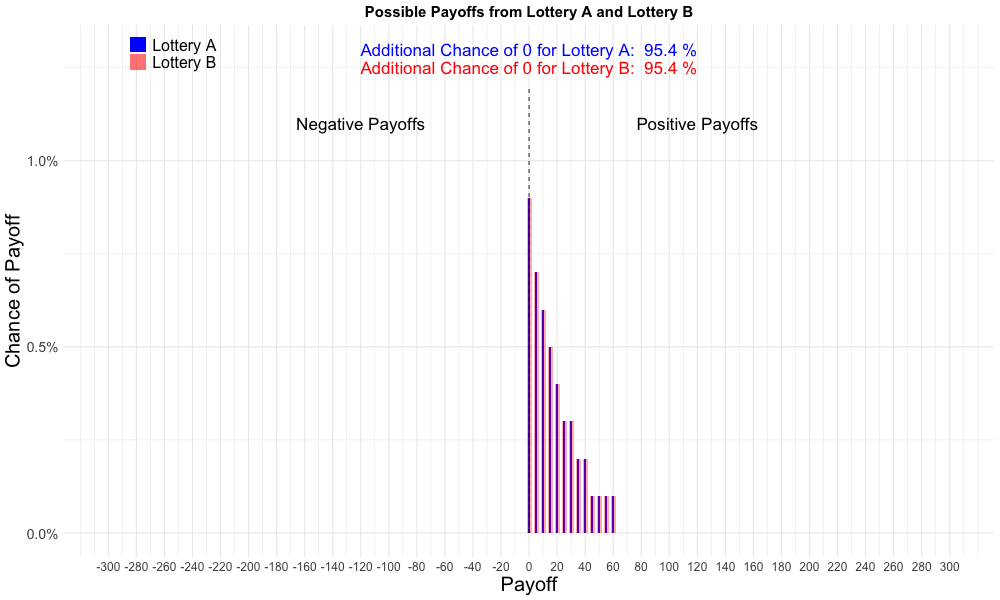 Possible Payoffs from Lottery A and Lottery B
Lottery A
Lottery B
Additional Chance of 0 for Lottery A: 95.4 %
Additional Chance of 0 for Lottery B: 95.4 %
Negative Payoffs
Positive Payoffs
Chance of Payoff
1.0%
0.5%
0.0%
-300 -280 -260 -240 -220 -200 -180 -160 -140 -120 -100 -80 -60 -40 -20 0 20 40 60 80 100 120 140 160 180 200 220 240 260 280 300
Payoff